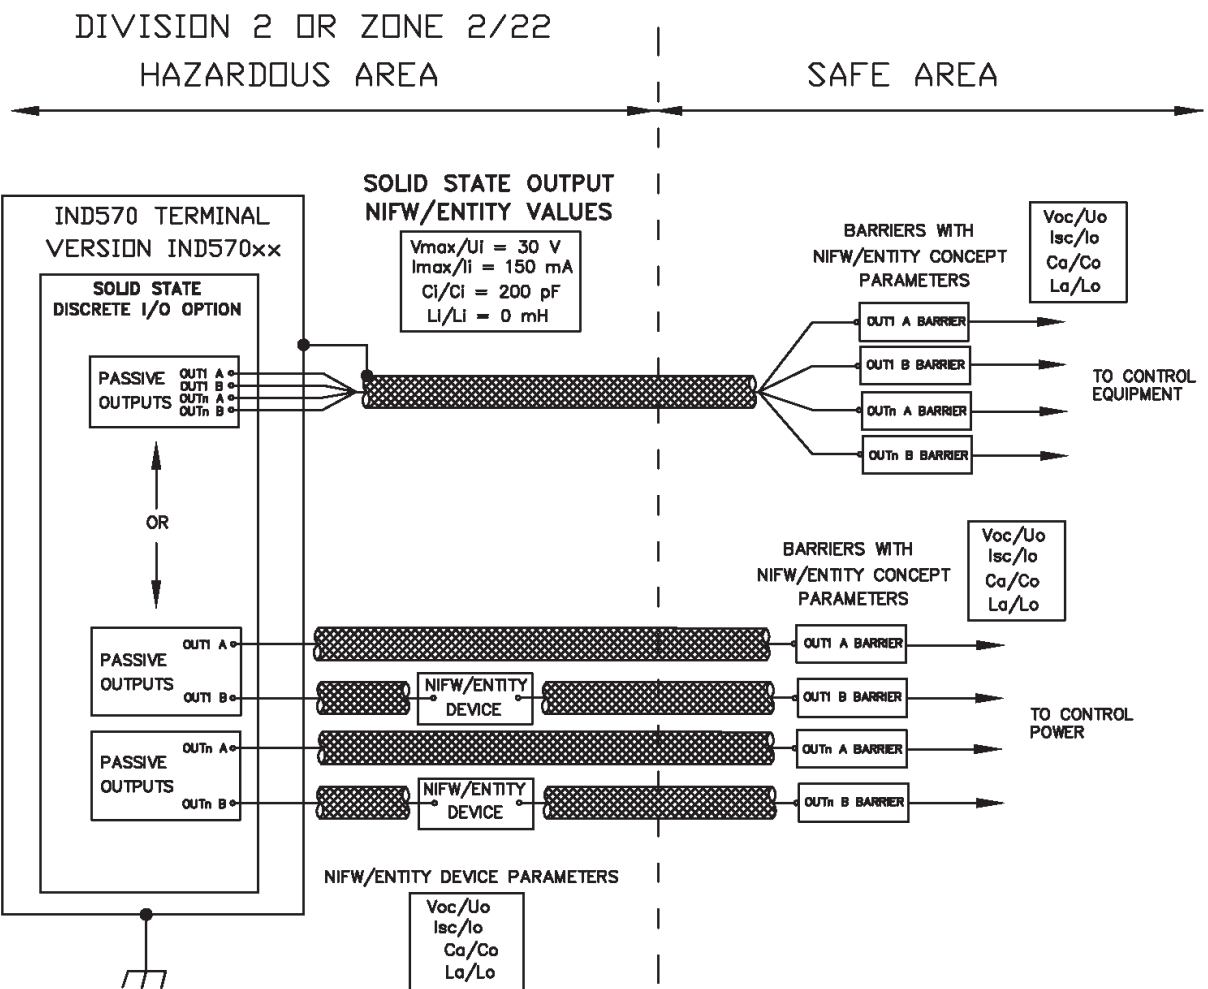 DIVISION 2 OR ZONE 2/22
HAZARDOUS AREA
SAFE AREA
SOLID STATE OUTPUT
NIFW/ENTITY VALUES
Vmax/Ui = 30 V
Imax/Ii = 150 mA
Ci/Ci = 200 pF
Li/Li = 0 mH
IND570 TERMINAL
VERSION IND570xx
SOLID STATE
DISCRETE I/O OPTION
PASSIVE
OUTPUTS
OUT1 A
OUT1 B
OUTn A
OUTn B
BARRIERS WITH
NIFW/ENTITY CONCEPT
PARAMETERS
Voc/Uo
Isc/Io
Ca/Co
La/Lo
OUT1 A BARRIER
OUT1 B BARRIER
OUTn A BARRIER
OUTn B BARRIER
TO CONTROL
EQUIPMENT
OR
BARRIERS WITH
NIFW/ENTITY CONCEPT
PARAMETERS
Voc/Uo
Isc/Io
Ca/Co
La/Lo
PASSIVE
OUTPUTS
OUT1 A
OUT1 B
NIFW/ENTITY
DEVICE
OUT1 A BARRIER
OUT1 B BARRIER
PASSIVE
OUTPUTS
OUTn A
OUTn B
NIFW/ENTITY
DEVICE
OUTn A BARRIER
OUTn B BARRIER
TO CONTROL
POWER
NIFW/ENTITY DEVICE PARAMETERS
Voc/Uo
Isc/Io
Ca/Co
La/Lo